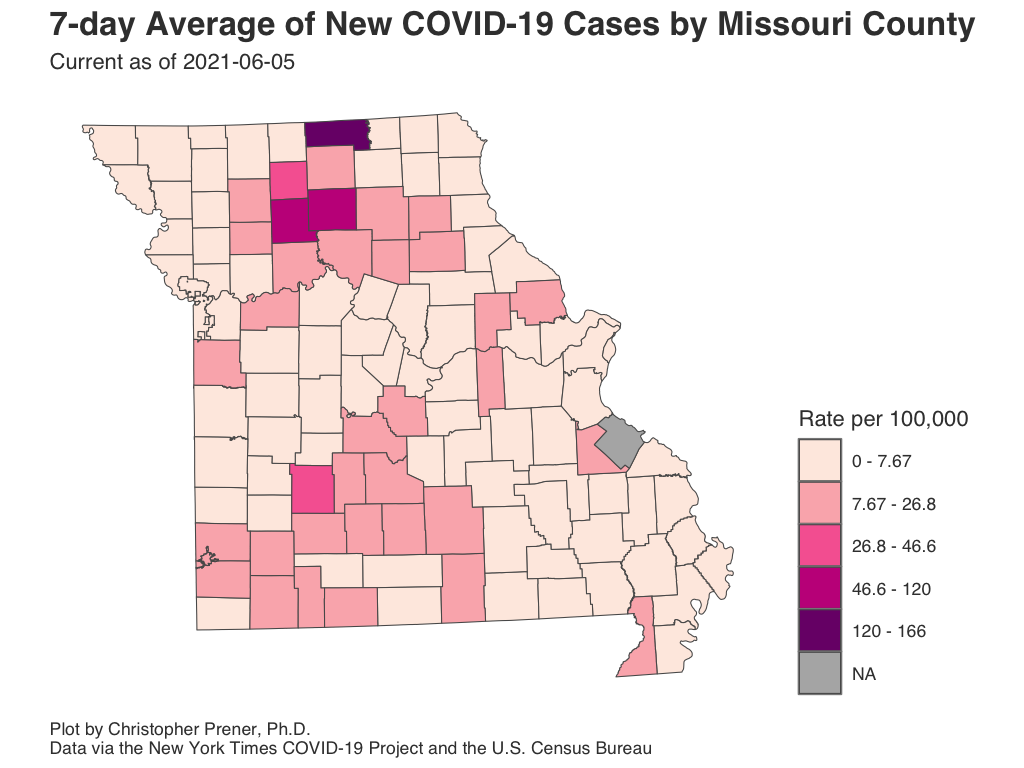 7-day Average of New COVID-19 Cases by Missouri County
Current as of 2021-06-05
Rate per 100,000
0 - 7.67
7.67 - 26.8
26.8 - 46.6
46.6 - 120
120 - 166
NA
Plot by Christopher Prener, Ph.D.
Data via the New York Times COVID-19 Project and the U.S. Census Bureau